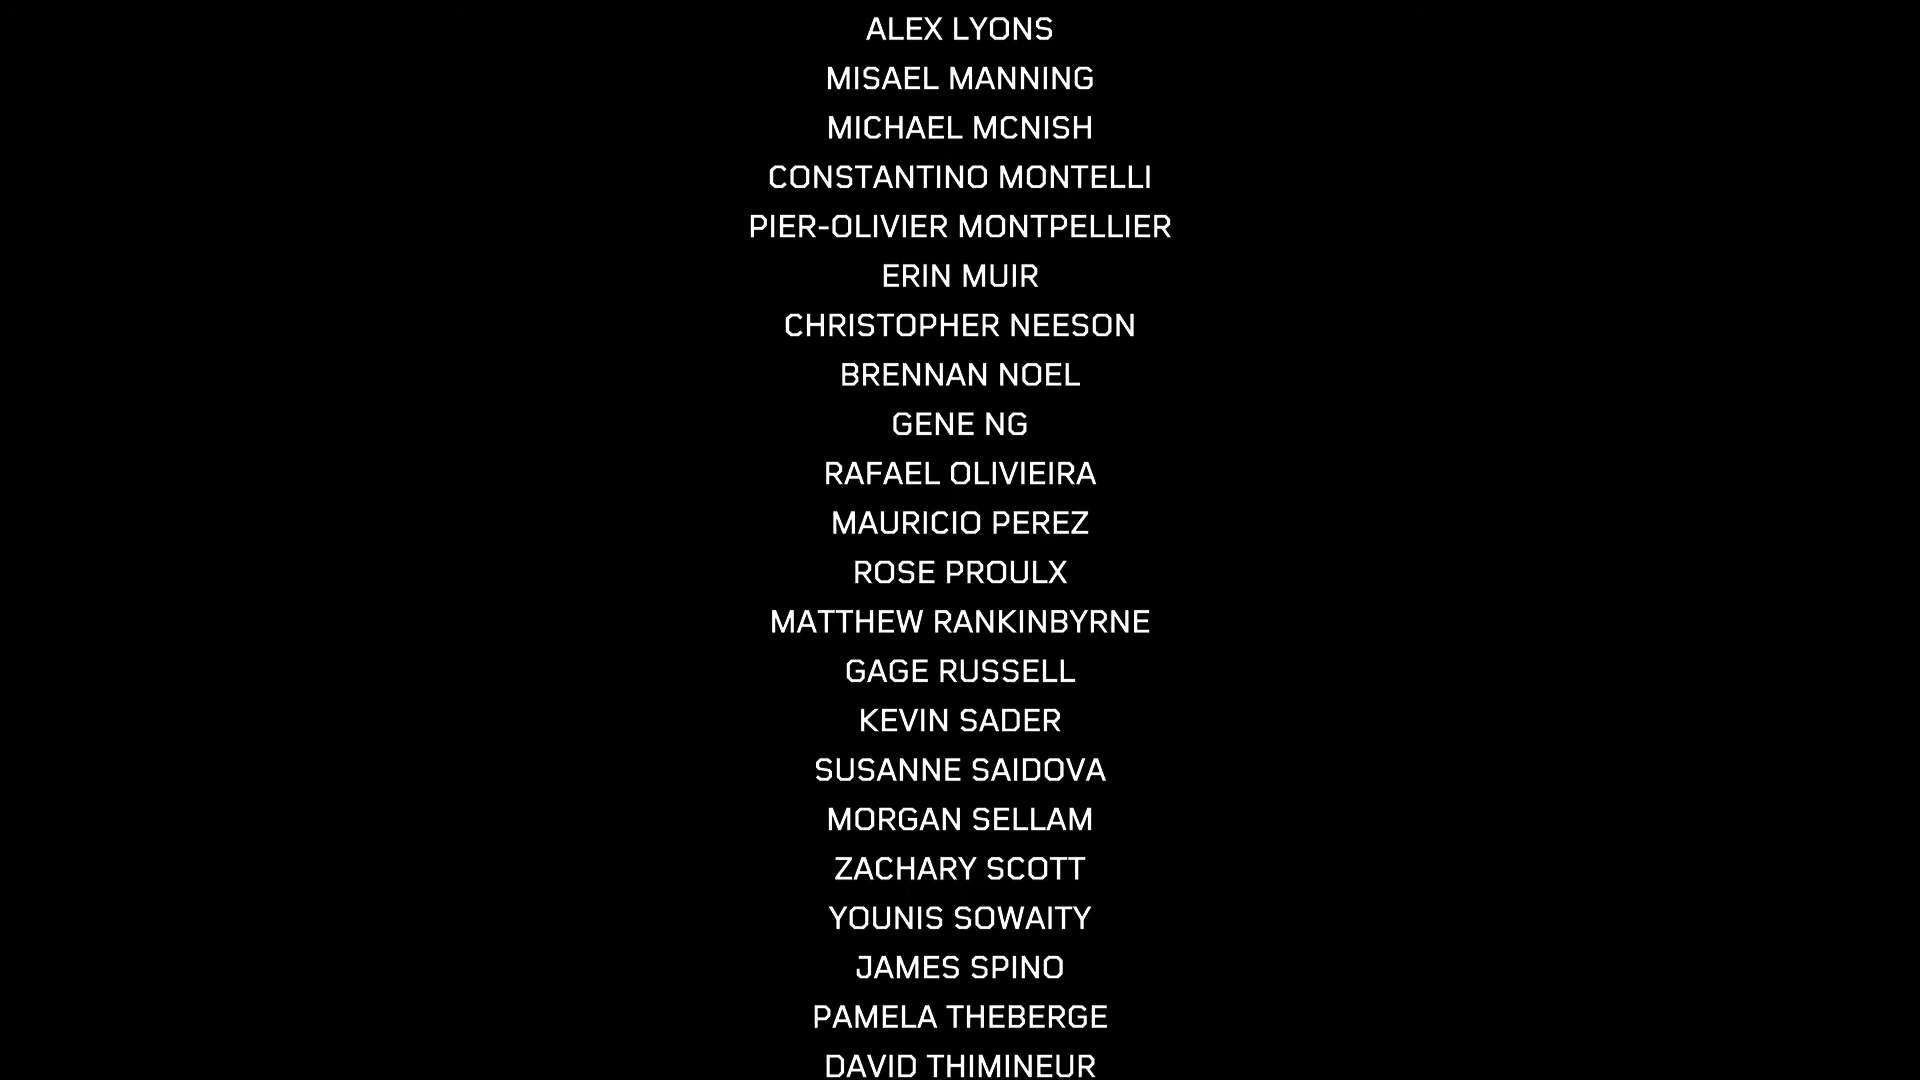 ALEX LYONS
MISAEL MANNING
MICHAEL MCNISH
CONSTANTINO MONTELLI
PIER-OLIVIER MONTPELLIER
ERIN MUIR
CHRISTOPHER NEESON
BRENNAN NOEL
GENE NG
RAFAEL OLIVIEIRA
MAURICIO PEREZ
ROSE PROULX
MATTHEW RANKINBYRNE
GAGE RUSSELL
KEVIN SADER
SUSANNE SAIDOVA
MORGAN SELLAM
ZACHARY SCOTT
YOUNIS SOWAITY
JAMES SPINO
PAMELA THEBERGE
DAVID THIMINEUR